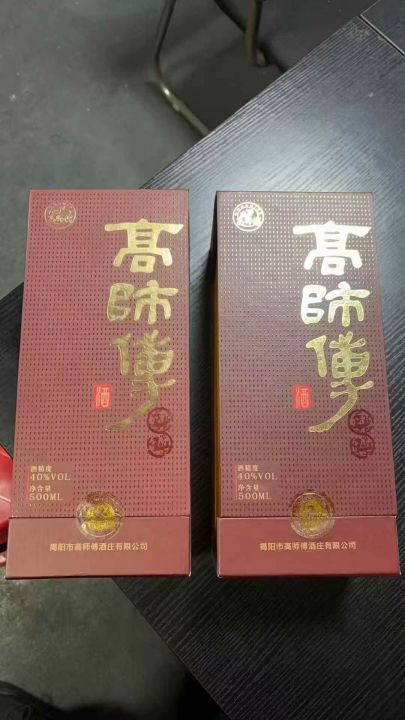 高
師
傅
酒
酒精度
40%VOL
净含量
500ML
揭阳市高师傅酒庄有限公司
高
師
傅
酒
酒精度
40%VOL
净含量
500ML
揭阳市高师傅酒庄有限公司